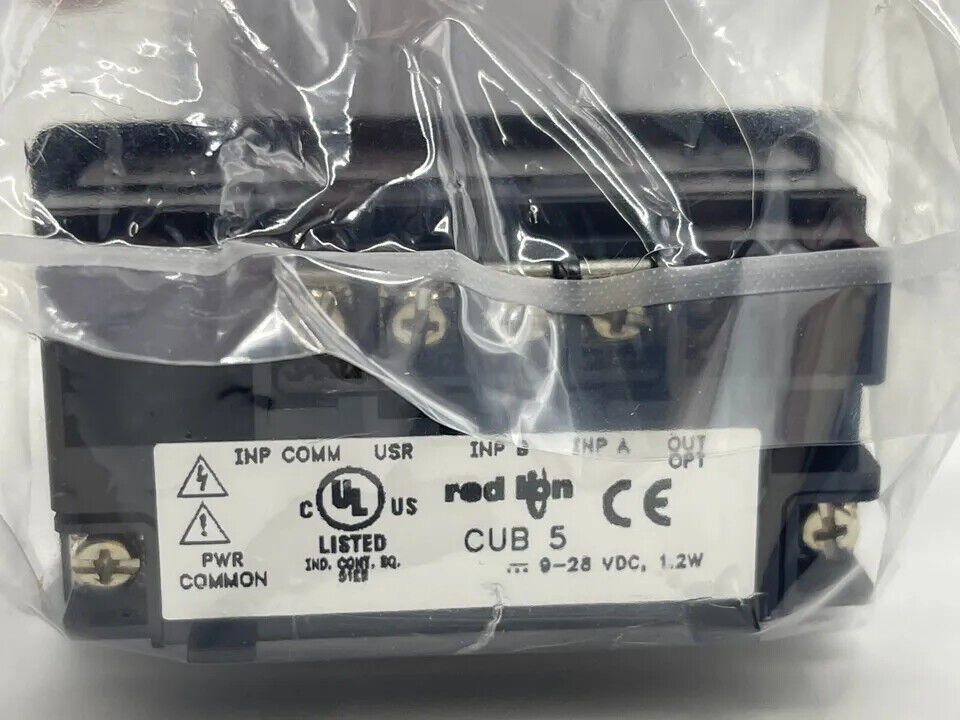 INP COMM USR INP B INP A OUT
OPT
C UL US
red lion
CE
PWR
COMMON
LISTED
IND. CONT. EQ.
CUB 5
9-28 VDC, 1.2W